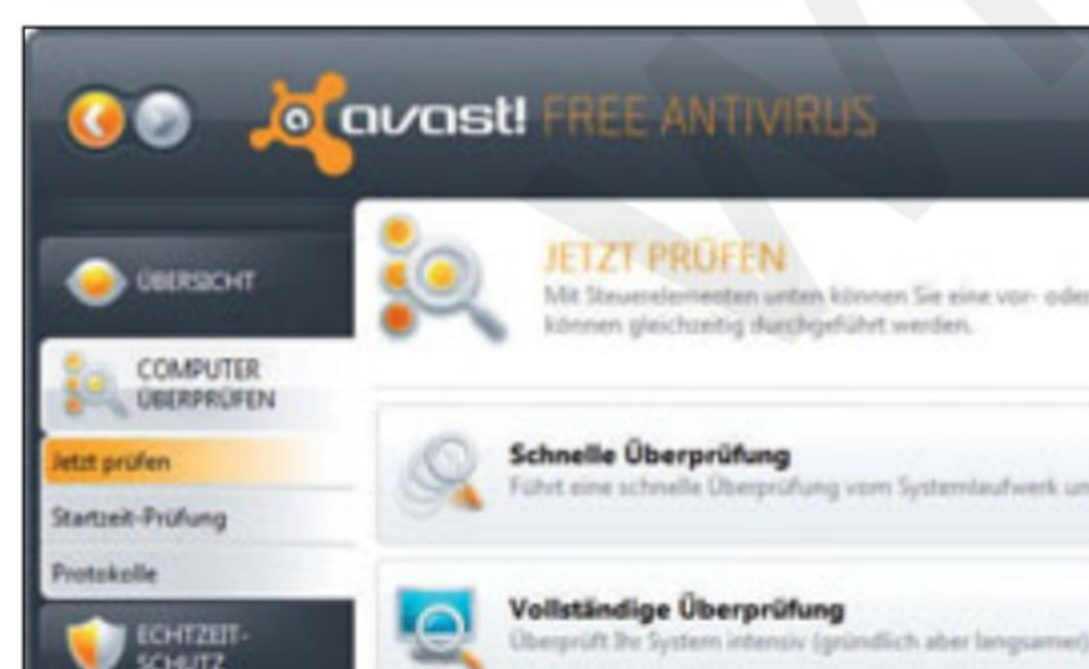 avast! FREE ANTIVIRUS
ÜBERSICHT
COMPUTER
ÜBERPRÜFEN
Jetzt prüfen
Startzeit-Prüfung
Protokolle
ECHTZEIT-
SCHUTZ
JETZT PRÜFEN
Mit Steuerelementen unten können Sie eine vor- oder
können gleichzeitig durchgeführt werden.
Schnelle Überprüfung
Führt eine schnelle Überprüfung vom Systemlaufwerk un
Vollständige Überprüfung
Überprüft Ihr System intensiv (gründlich aber langsamer)